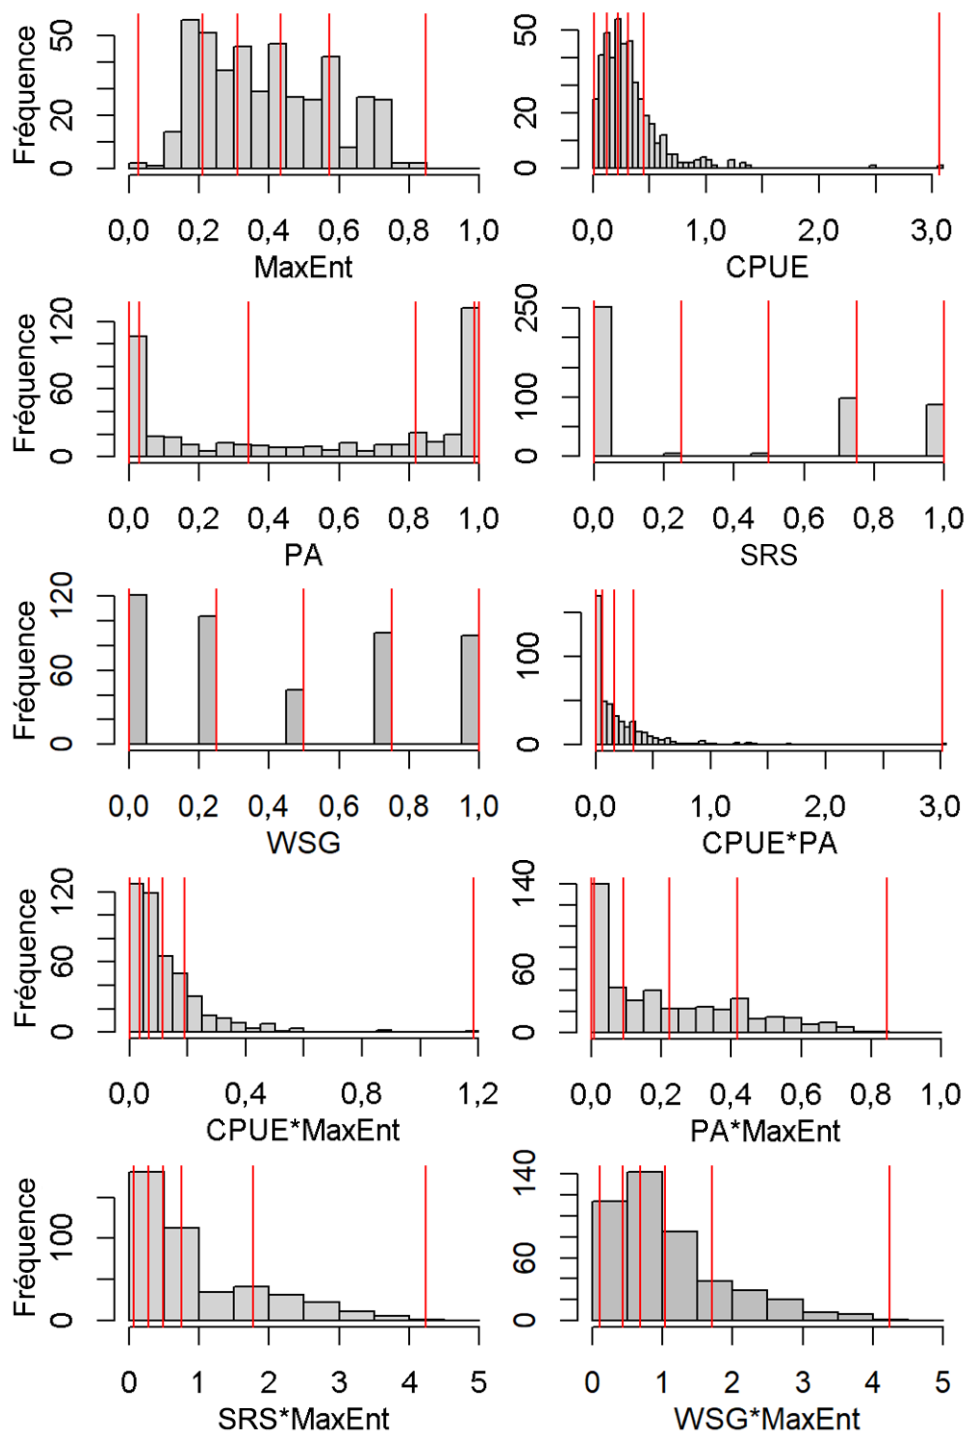 Fréquence
50
20
0
0,0 0,2 0,4 0,6 0,8 1,0
MaxEnt
50
20
0
0,0 1,0 2,0 3,0
CPUE
Fréquence
120
60
0
0,0 0,2 0,4 0,6 0,8 1,0
PA
250
100
0
0,0 0,2 0,4 0,6 0,8 1,0
SRS
Fréquence
120
60
0
0,0 0,2 0,4 0,6 0,8 1,0
WSG
100
0
0,0 1,0 2,0 3,0
CPUE*PA
Fréquence
120
60
0
0,0 0,4 0,8 1,2
CPUE*MaxEnt
140
60
0
0,0 0,2 0,4 0,6 0,8 1,0
PA*MaxEnt
Fréquence
100
0
0 1 2 3 4 5
SRS*MaxEnt
140
60
0
0 1 2 3 4 5
WSG*MaxEnt